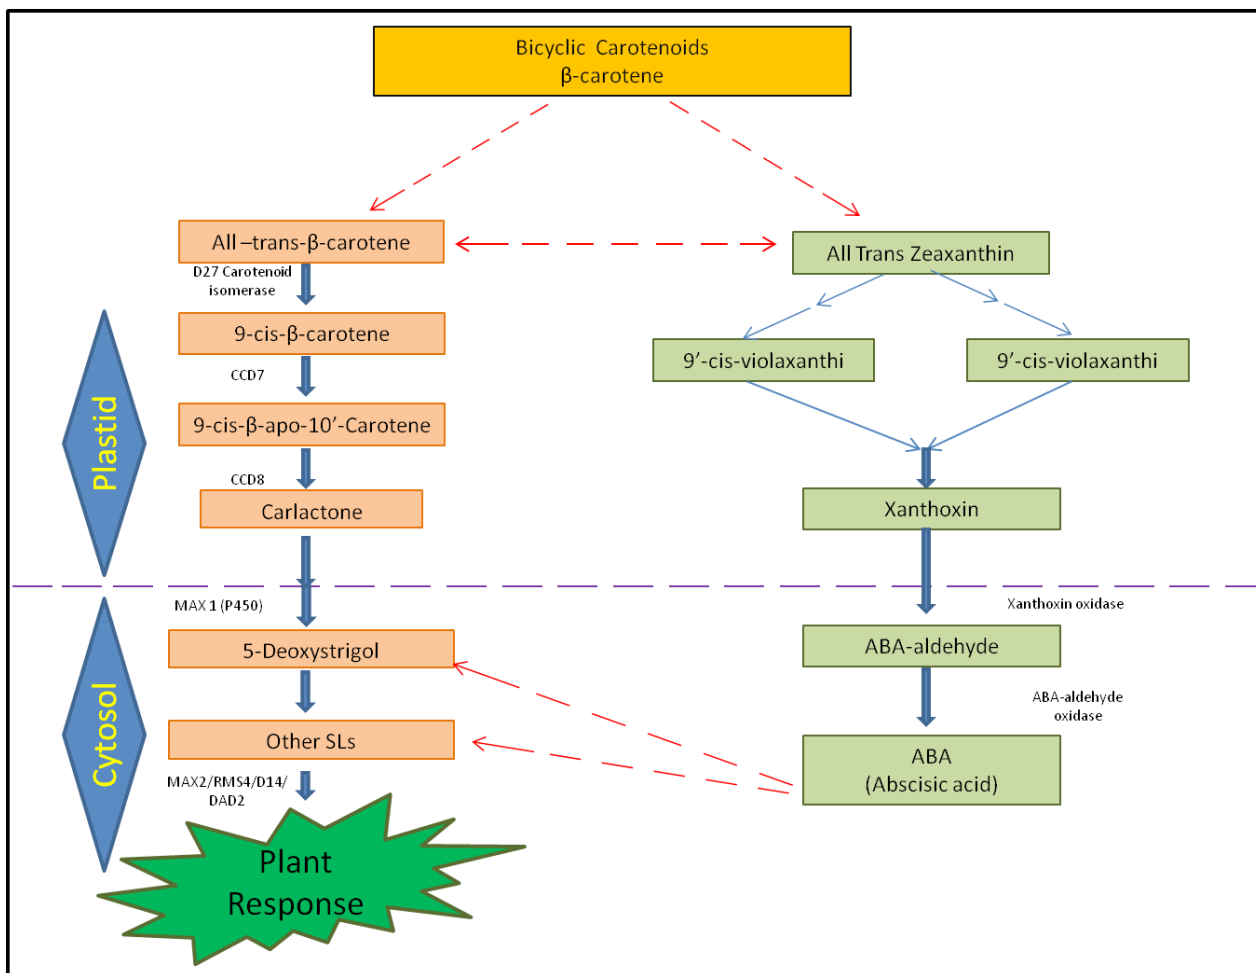 Bicyclic Carotenoids
β-carotene
All –trans-β-carotene
All Trans Zeaxanthin
D27 Carotenoid
isomerase
9-cis-β-carotene
9’-cis-violaxanthi
9’-cis-violaxanthi
CCD7
Plastid
9-cis-β-apo-10’-Carotene
CCD8
Carlactone
Xanthoxin
MAX 1 (P450)
Xanthoxin oxidase
5-Deoxystrigol
ABA-aldehyde
ABA-aldehyde
oxidase
Cytosol
Other SLs
ABA
(Abscisic acid)
MAX2/RMS4/D14/
DAD2
Plant
Response